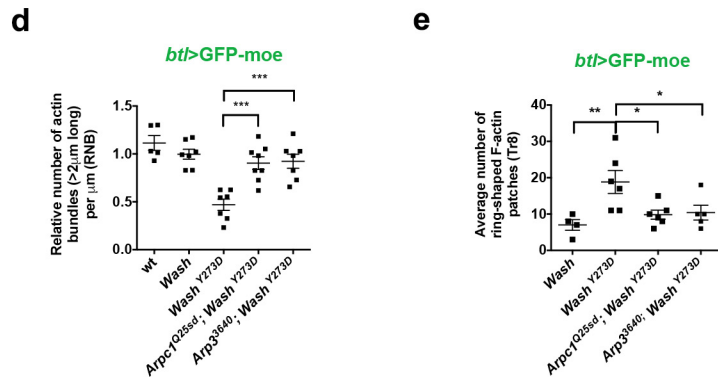 d
btl>GFP-moe
Relative number of actin
bundles (>2μm long)
per μm (RNB)
***
***
1.5
1.0
0.5
0.0
wt
Wash
Wash Y273D
Arpc1Q25sd; Wash Y273D
Arp33640; Wash Y273D
e
btl>GFP-moe
Average number of
ring-shaped F-actin
patches (Tr8)
*
**
*
40
30
20
10
0
Wash
Wash Y273D
Arpc1Q25sd; Wash Y273D
Arp33640; Wash Y273D